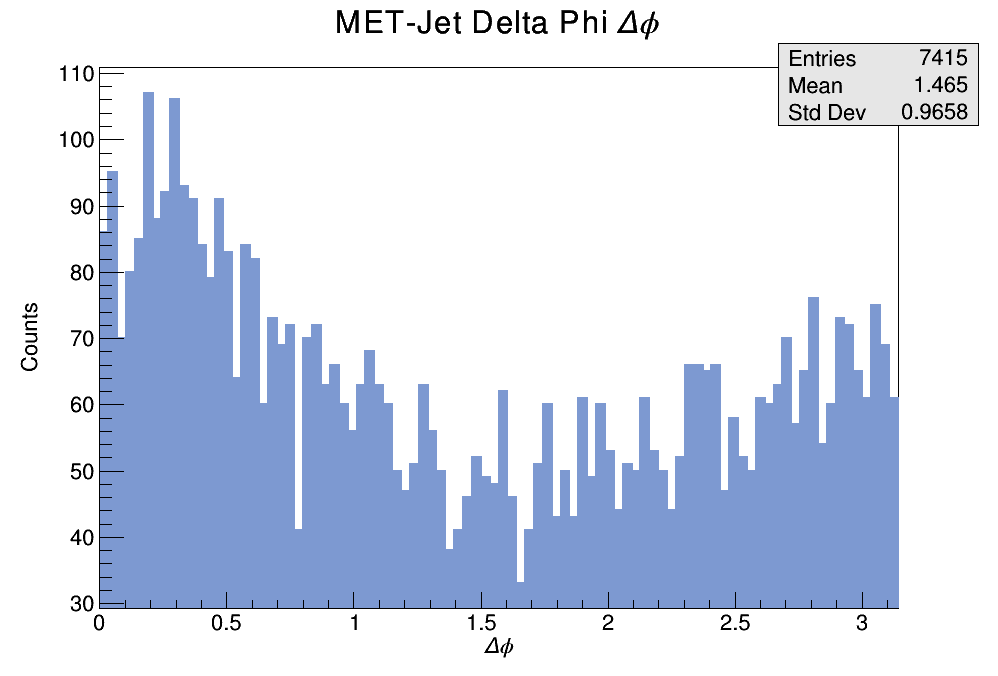 MET-Jet Delta Phi Δϕ
Entries 7415
Mean 1.465
Std Dev 0.9658
110
100
90
80
70
60
50
40
30
Counts
0 0.5 1 1.5 2 2.5 3
Δϕ